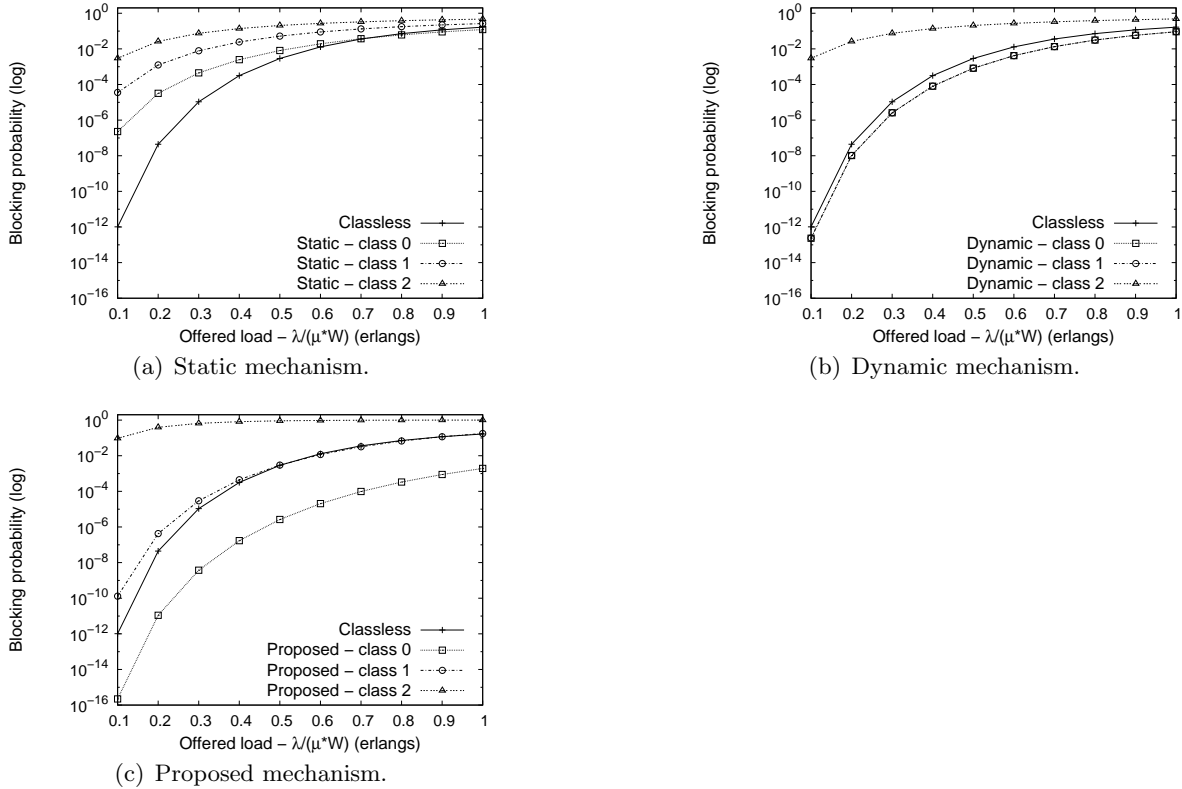 10^0
10^-2
10^-4
10^-6
10^-8
10^-10
10^-12
10^-14
10^-16
Blocking probability (log)
Classless
Static − class 0
Static − class 1
Static − class 2
0.1 0.2 0.3 0.4 0.5 0.6 0.7 0.8 0.9 1
Offered load − λ/(μ*W) (erlangs)
(a) Static mechanism.
10^0
10^-2
10^-4
10^-6
10^-8
10^-10
10^-12
10^-14
10^-16
Blocking probability (log)
Classless
Dynamic − class 0
Dynamic − class 1
Dynamic − class 2
0.1 0.2 0.3 0.4 0.5 0.6 0.7 0.8 0.9 1
Offered load − λ/(μ*W) (erlangs)
(b) Dynamic mechanism.
10^0
10^-2
10^-4
10^-6
10^-8
10^-10
10^-12
10^-14
10^-16
Blocking probability (log)
Classless
Proposed − class 0
Proposed − class 1
Proposed − class 2
0.1 0.2 0.3 0.4 0.5 0.6 0.7 0.8 0.9 1
Offered load − λ/(μ*W) (erlangs)
(c) Proposed mechanism.